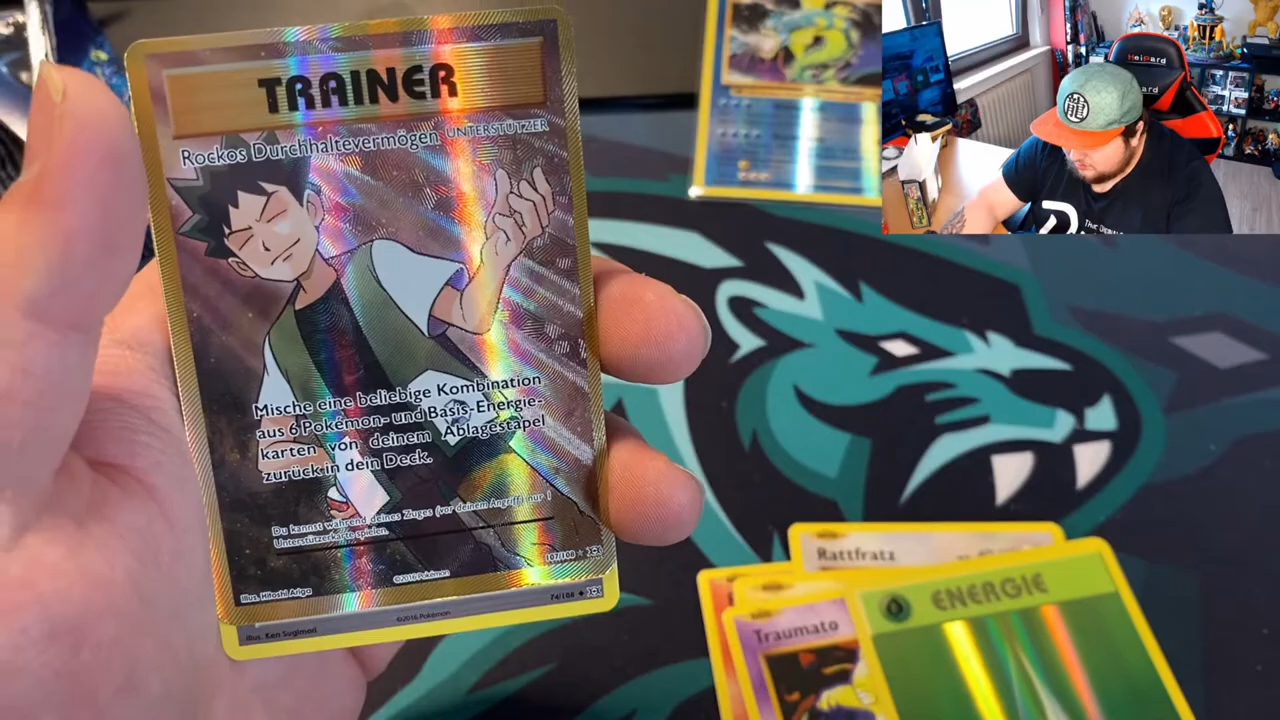 TRAINER
Rockos Durchhaltevermögen UNTERSTÜTZER
Mische eine beliebige Kombination
aus 6 Pokémon- und Basis-Energie-
karten von deinem Ablagestapel
zurück in dein Deck.
Du kannst während deines Zuges (vor deinem Angriff) nur 1
Unterstützerkarte spielen.
107/108
Illus. Hitoshi Ariga
©2016 Pokémon
74/108
Illus. Ken Sugimori
©2016 Pokémon
Rattfratz
ENERGIE
Traumato
龍